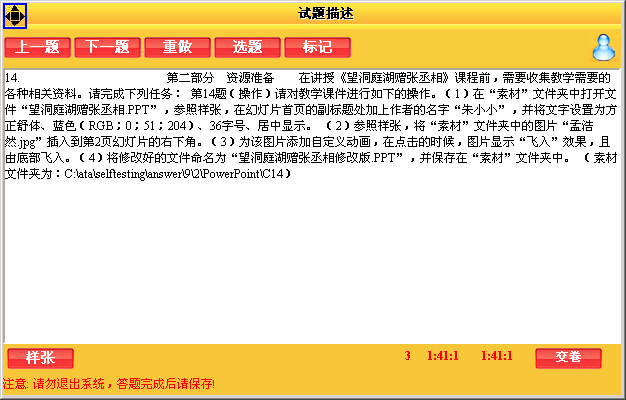 试题描述
上一题 下一题 重做 选题 标记
14. 第二部分 资源准备 在讲授《望洞庭湖赠张丞相》课程前，需要收集教学需要的
各种相关资料。请完成下列任务： 第14题（操作）请对教学课件进行如下的操作。（1）在“素材”文件夹中打开文
件“望洞庭湖赠张丞相.PPT”，参照样张，在幻灯片首页的副标题处加上作者的名字“朱小小”，并将文字设置为方
正舒体、蓝色（RGB；0；51；204）、36字号、居中显示。 （2）参照样张，将“素材”文件夹中的图片“孟浩
然.jpg”插入到第2页幻灯片的右下角。（3）为该图片添加自定义动画，在点击的时候，图片显示“飞入”效果，且
由底部飞入。（4）将修改好的文件命名为“望洞庭湖赠张丞相修改版.PPT”，并保存在“素材”文件夹中。 （素材
文件夹为：C:\ata\selftesting\answer\9\2\PowerPoint\C14）
样张 3 1:41:1 1:41:1 交卷
注意: 请勿退出系统，答题完成后请保存!